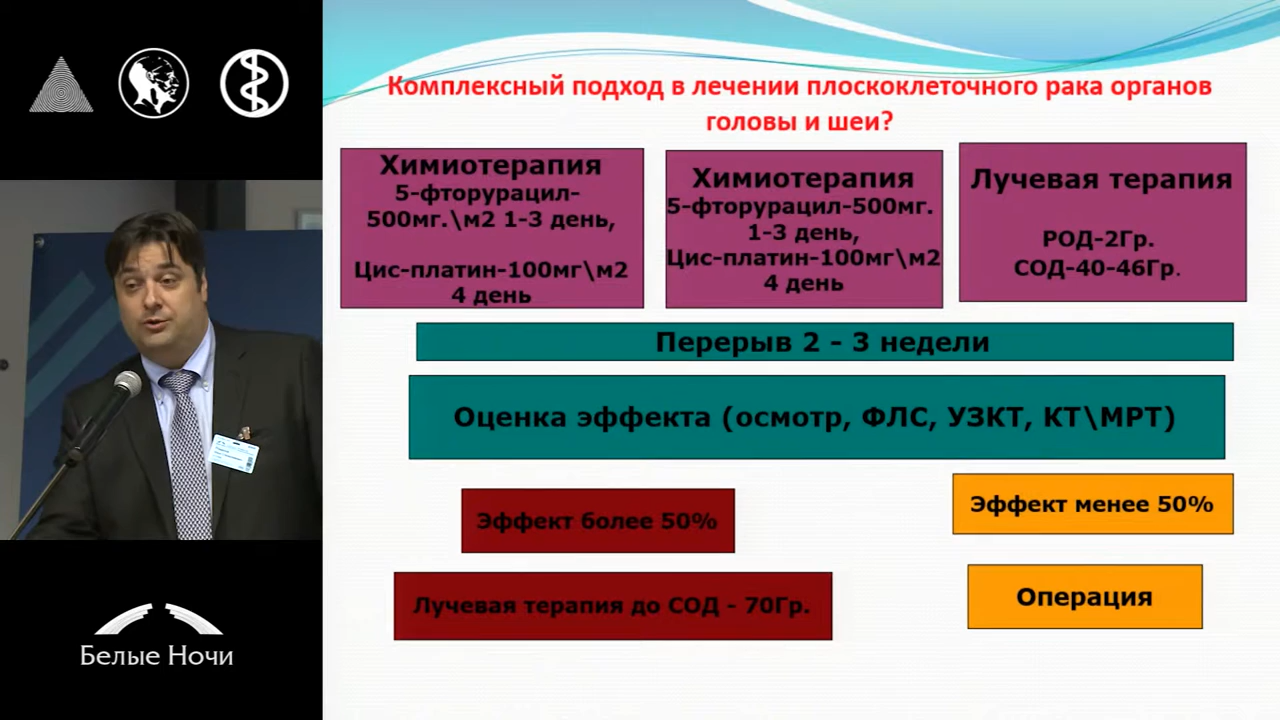 Комплексный подход в лечении плоскоклеточного рака органов
головы и шеи?
Химиотерапия
5-фторурацил-
500мг.\м2 1-3 день,
Цис-платин-100мг\м2
4 день
Химиотерапия
5-фторурацил-500мг.
1-3 день,
Цис-платин-100мг\м2
4 день
Лучевая терапия
РОД-2Гр.
СОД-40-46Гр.
Перерыв 2 - 3 недели
Оценка эффекта (осмотр, ФЛС, УЗКТ, КТ\МРТ)
Эффект более 50%
Эффект менее 50%
Лучевая терапия до СОД - 70Гр.
Операция
Белые Ночи